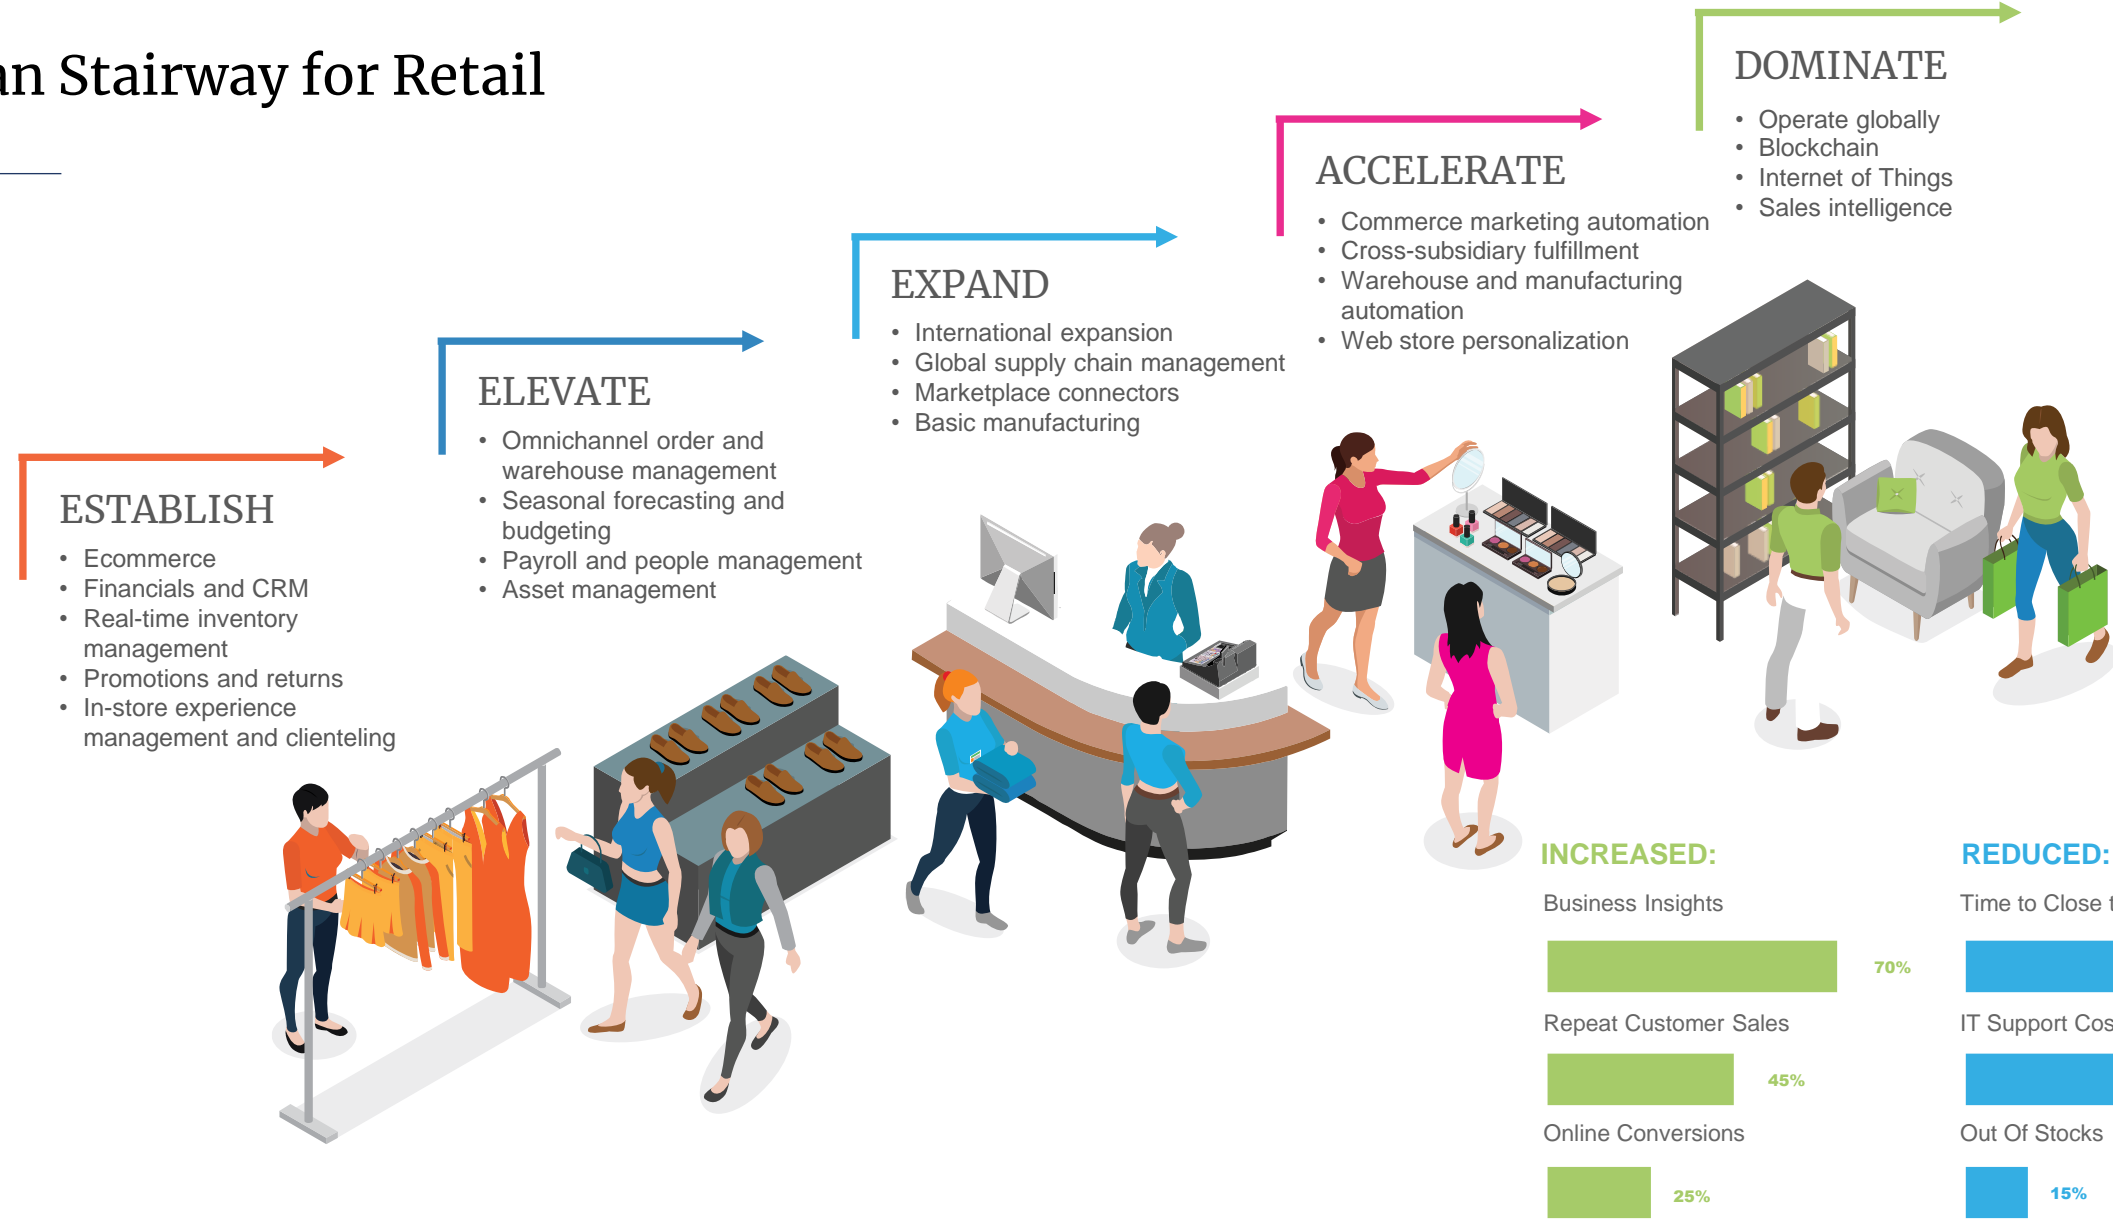 an Stairway for Retail
ESTABLISH
• Ecommerce
• Financials and CRM
• Real-time inventory
management
• Promotions and returns
• In-store experience
management and clienteling
ELEVATE
• Omnichannel order and
warehouse management
• Seasonal forecasting and
budgeting
• Payroll and people management
• Asset management
EXPAND
• International expansion
• Global supply chain management
• Marketplace connectors
• Basic manufacturing
ACCELERATE
• Commerce marketing automation
• Cross-subsidiary fulfillment
• Warehouse and manufacturing
automation
• Web store personalization
DOMINATE
• Operate globally
• Blockchain
• Internet of Things
• Sales intelligence
INCREASED:
Business Insights
70%
Repeat Customer Sales
45%
Online Conversions
25%
REDUCED:
Time to Close
IT Support
Out Of Stocks
15%